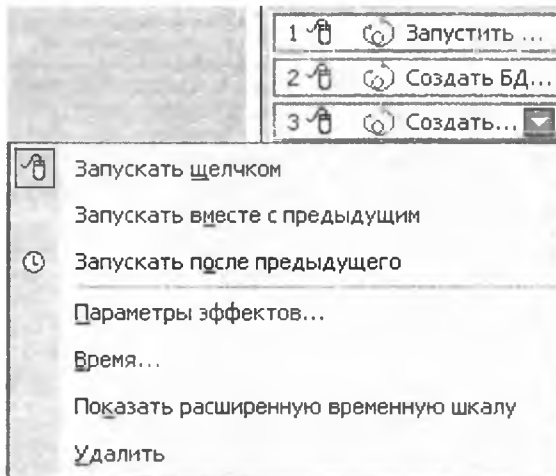 1 Запустить ...
2 Создать БД...
3 Создать...
Запускать щелчком
Запускать вместе с предыдущим
Запускать после предыдущего
Параметры эффектов...
Время...
Показать расширенную временную шкалу
Удалить